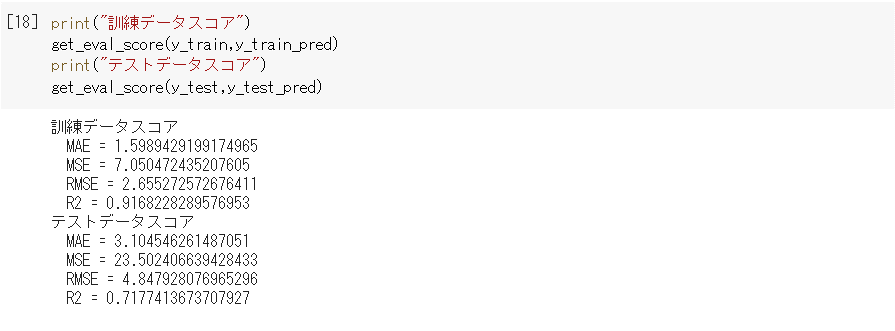 [18] print("訓練データスコア")
get_eval_score(y_train,y_train_pred)
print("テストデータスコア")
get_eval_score(y_test,y_test_pred)
訓練データスコア
MAE = 1.5989429199174965
MSE = 7.050472435207605
RMSE = 2.655272572676411
R2 = 0.9168228289576953
テストデータスコア
MAE = 3.104546261487051
MSE = 23.502406639428433
RMSE = 4.847928076965296
R2 = 0.7177413673707927